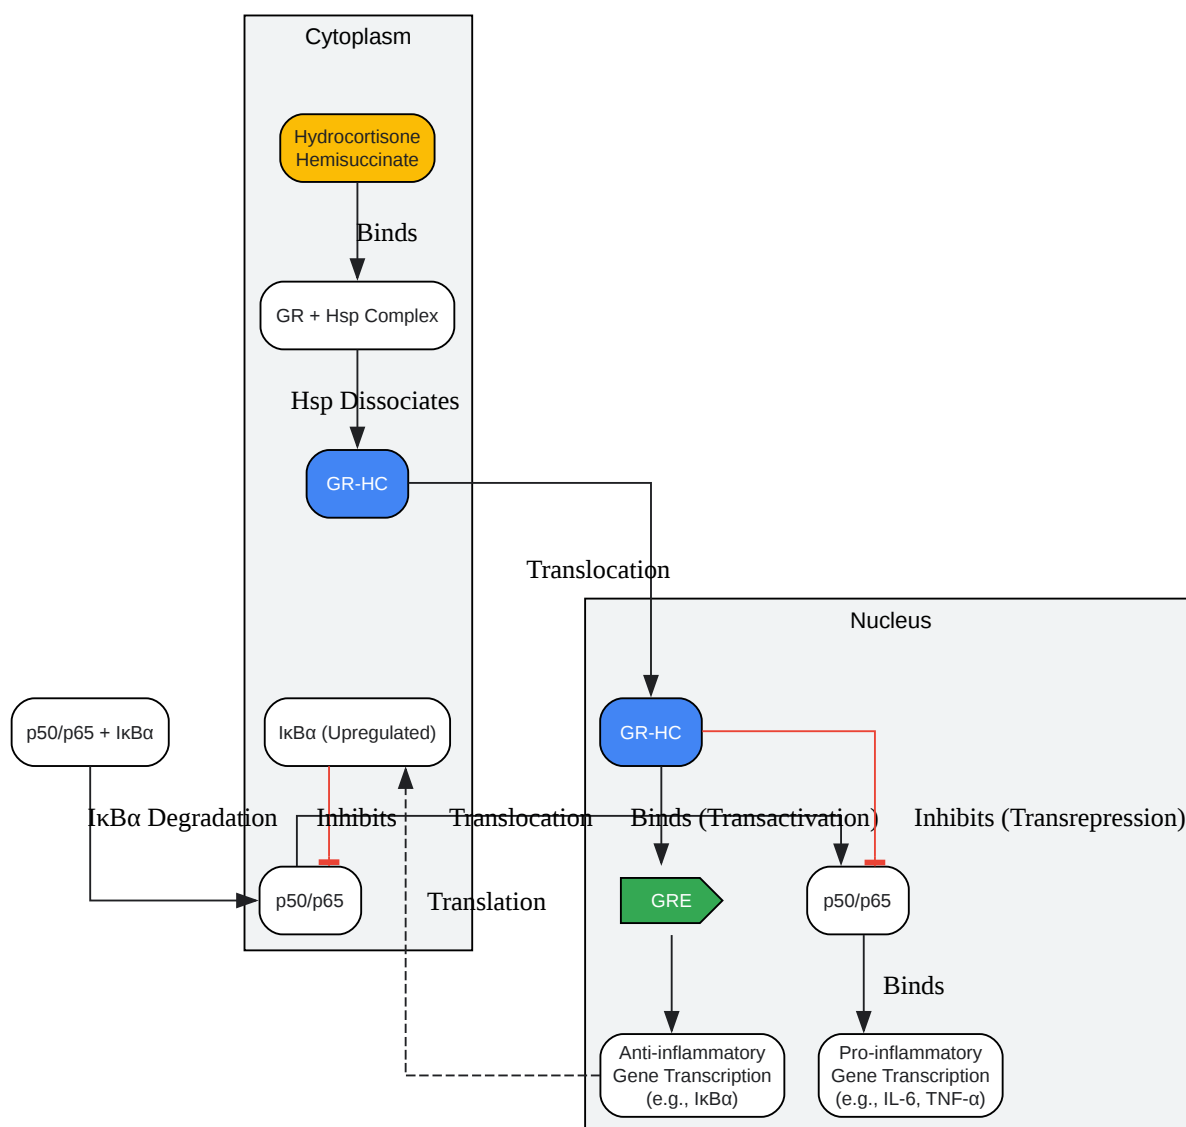 Cytoplasm
Hydrocortisone
Hemisuccinate
Binds
GR + Hsp Complex
Hsp Dissociates
GR-HC
Translocation
Nucleus
p50/p65 + IκBα
IκBα (Upregulated)
GR-HC
IκBα Degradation
Inhibits
Translocation
Binds (Transactivation)
Inhibits (Transrepression)
p50/p65
Translation
GRE
p50/p65
Binds
Anti-inflammatory
Gene Transcription
(e.g., IκBα)
Pro-inflammatory
Gene Transcription
(e.g., IL-6, TNF-α)